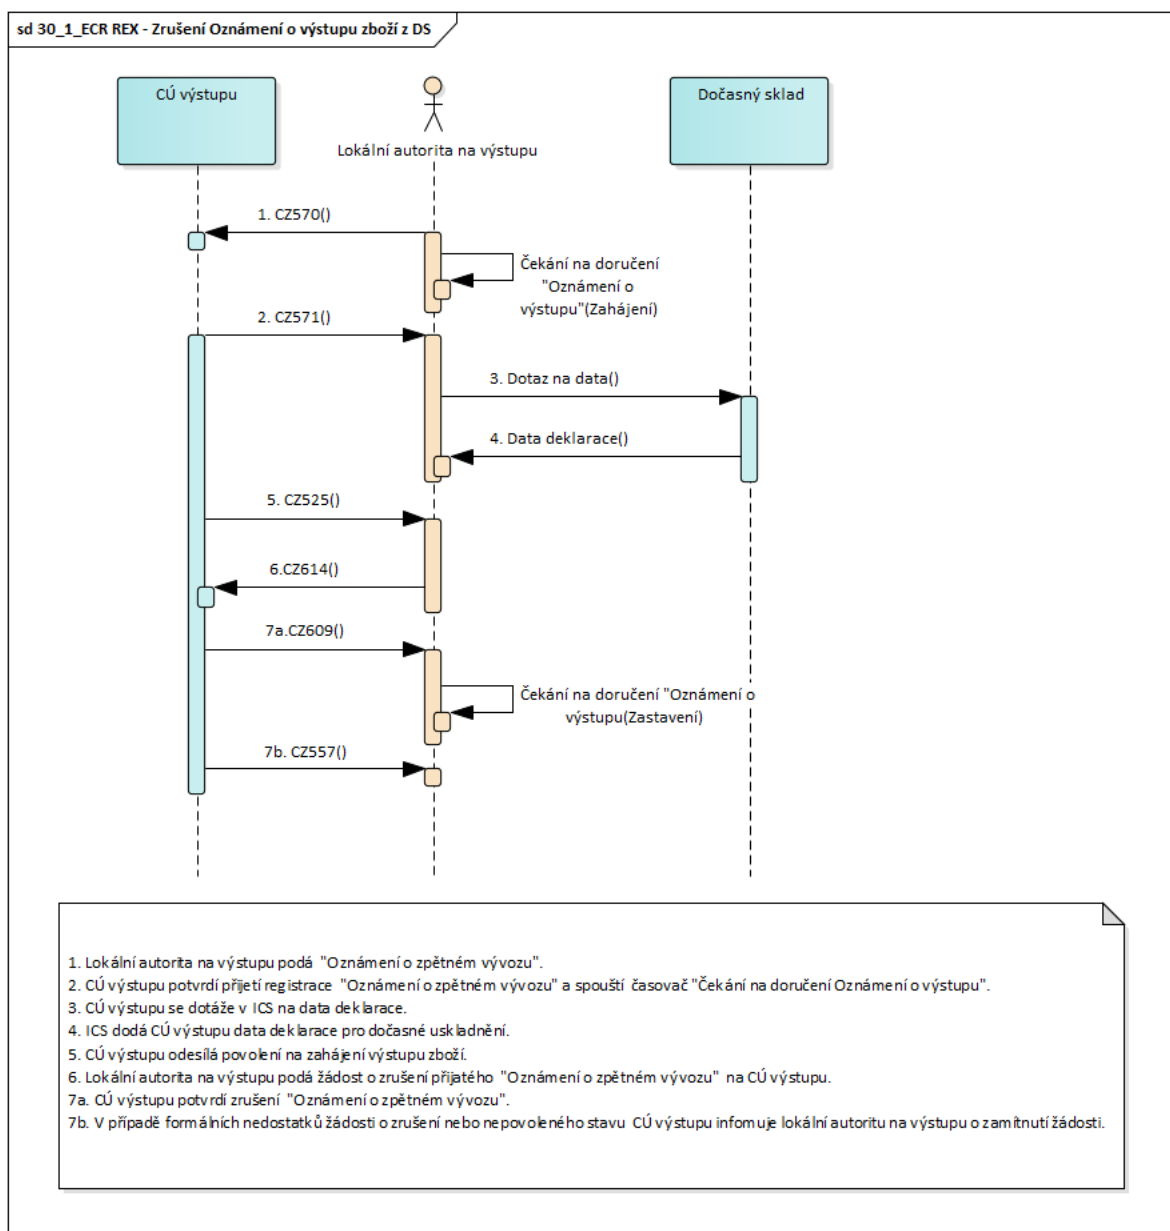 sd 30_1_ECR REX - Zrušení Oznámení o výstupu zboží z DS
CÚ výstupu
Lokální autorita na výstupu
Dočasný sklad
1. CZ570()
Čekání na doručení
"Oznámení o
výstupu"(Zahájení)
2. CZ571()
3. Dotaz na data()
4. Data deklarace()
5. CZ525()
6.CZ614()
7a.CZ609()
Čekání na doručení "Oznámení o
výstupu(Zastavení)
7b. CZ557()
1. Lokální autorita na výstupu podá "Oznámení o zpětném vývozu".
2. CÚ výstupu potvrdí přijetí registrace "Oznámení o zpětném vývozu" a spouští časovač "Čekání na doručení Oznámení o výstupu".
3. CÚ výstupu se dotáže v ICS na data deklarace.
4. ICS dodá CÚ výstupu data deklarace pro dočasné uskladnění.
5. CÚ výstupu odesílá povolení na zahájení výstupu zboží.
6. Lokální autorita na výstupu podá žádost o zrušení přijatého "Oznámení o zpětném vývozu" na CÚ výstupu.
7a. CÚ výstupu potvrdí zrušení "Oznámení o zpětném vývozu".
7b. V případě formálních nedostatků žádosti o zrušení nebo nepovoleného stavu CÚ výstupu infomuje lokální autoritu na výstupu o zamítnutí žádosti.